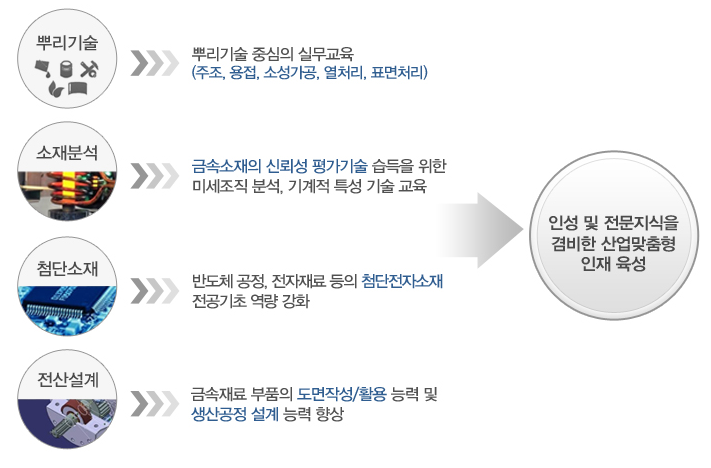 뿌리기술
뿌리기술 중심의 실무교육
(주조, 용접, 소성가공, 열처리, 표면처리)
소재분석
금속소재의 신뢰성 평가기술 습득을 위한
미세조직 분석, 기계적 특성 기술 교육
첨단소재
반도체 공정, 전자재료 등의 첨단전자소재
전공기초 역량 강화
전산설계
금속재료 부품의 도면작성/활용 능력 및
생산공정 설계 능력 향상
인성 및 전문지식을
겸비한 산업맞춤형
인재 육성